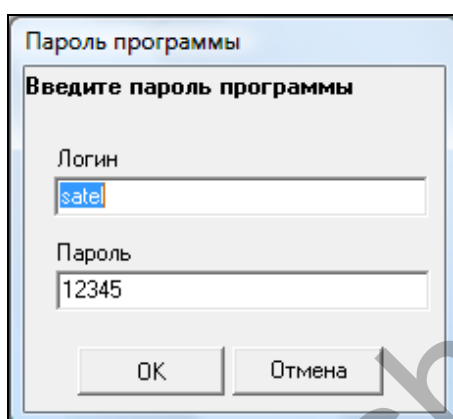 Пароль программы
Введите пароль программы
Логин
satel
Пароль
12345
OK
Отмена